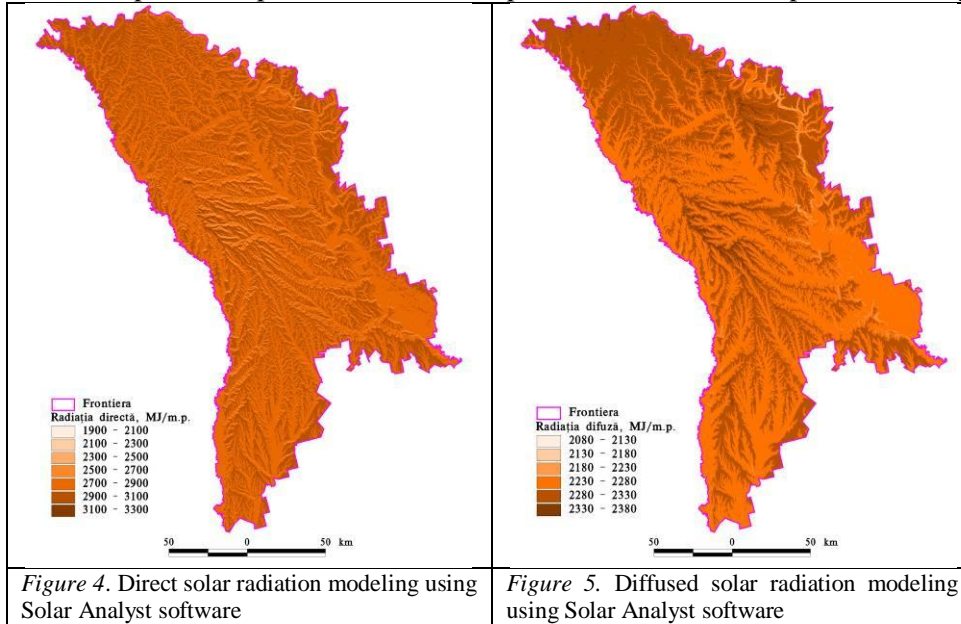 Frontiera
Radiația directă, MJ/m.p.
1900 - 2100
2100 - 2300
2300 - 2500
2500 - 2700
2700 - 2900
2900 - 3100
3100 - 3300
50 0 50 km
Figure 4. Direct solar radiation modeling using
Solar Analyst software
Frontiera
Radiația difuză, MJ/m.p.
2080 - 2130
2130 - 2180
2180 - 2230
2230 - 2280
2280 - 2330
2330 - 2380
50 0 50 km
Figure 5. Diffused solar radiation modeling
using Solar Analyst software